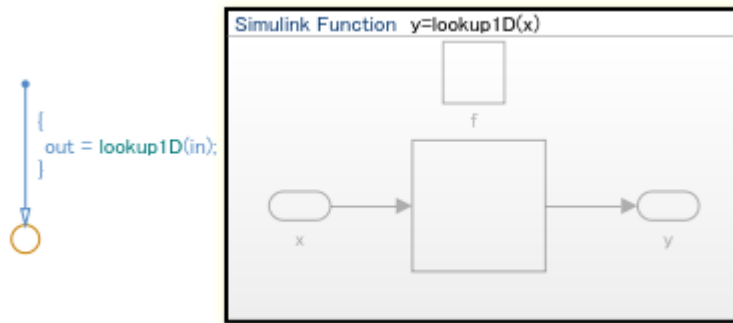 Simulink Function y=lookup1D(x)
f
{
out = lookup1D(in);
}
x
y